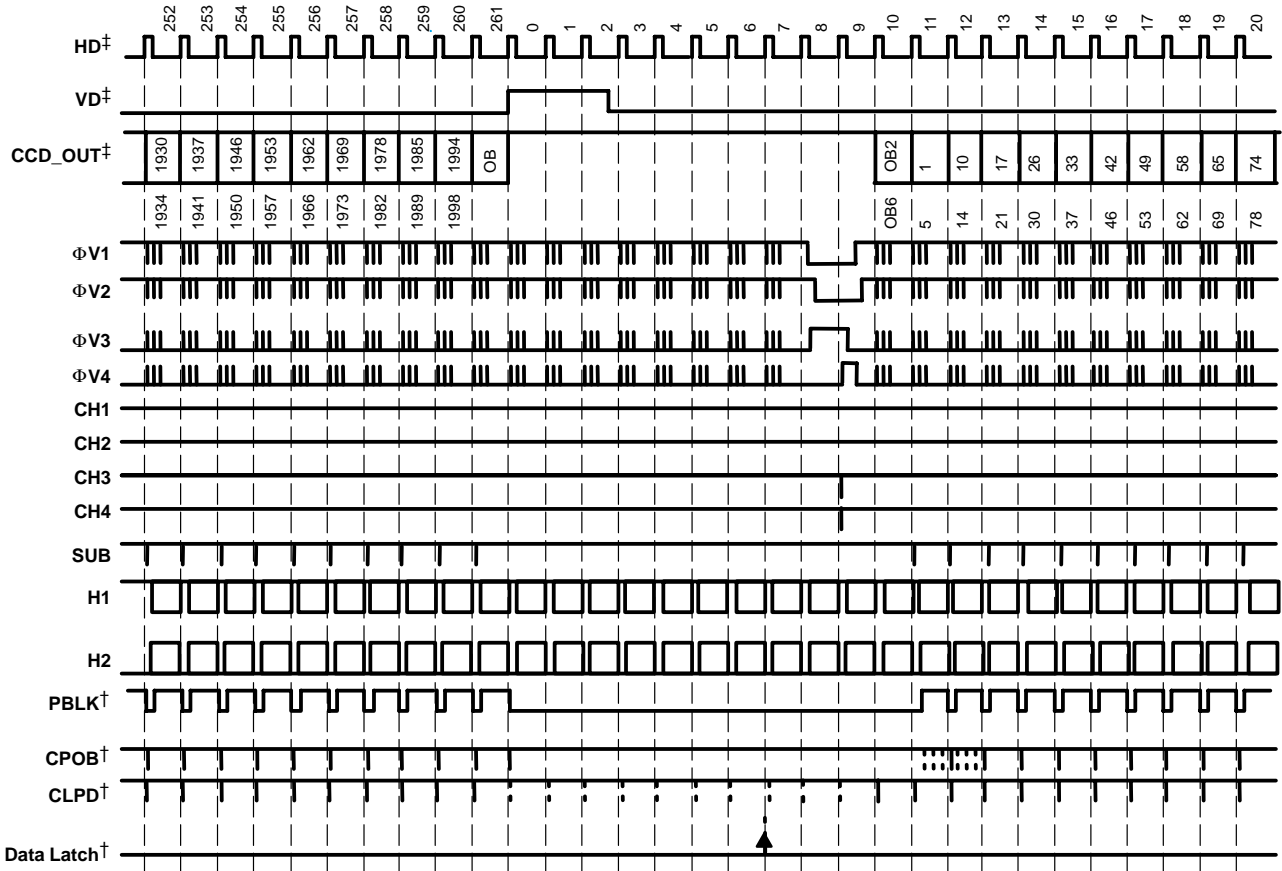 252 253 254 255 256 257 258 259 260 261 0 1 2 3 4 5 6 7 8 9 10 11 12 13 14 15 16 17 18 19 20
HD‡
VD‡
CCD_OUT‡ 1930 1937 1946 1953 1962 1969 1978 1985 1994 OB OB2 1 10 17 26 33 42 49 58 65 74
1934 1941 1950 1957 1966 1973 1982 1989 1998 OB6 5 14 21 30 37 46 53 62 69 78
ΦV1
ΦV2
ΦV3
ΦV4
CH1
CH2
CH3
CH4
SUB
H1
H2
PBLK†
CPOB†
CLPD†
Data Latch†